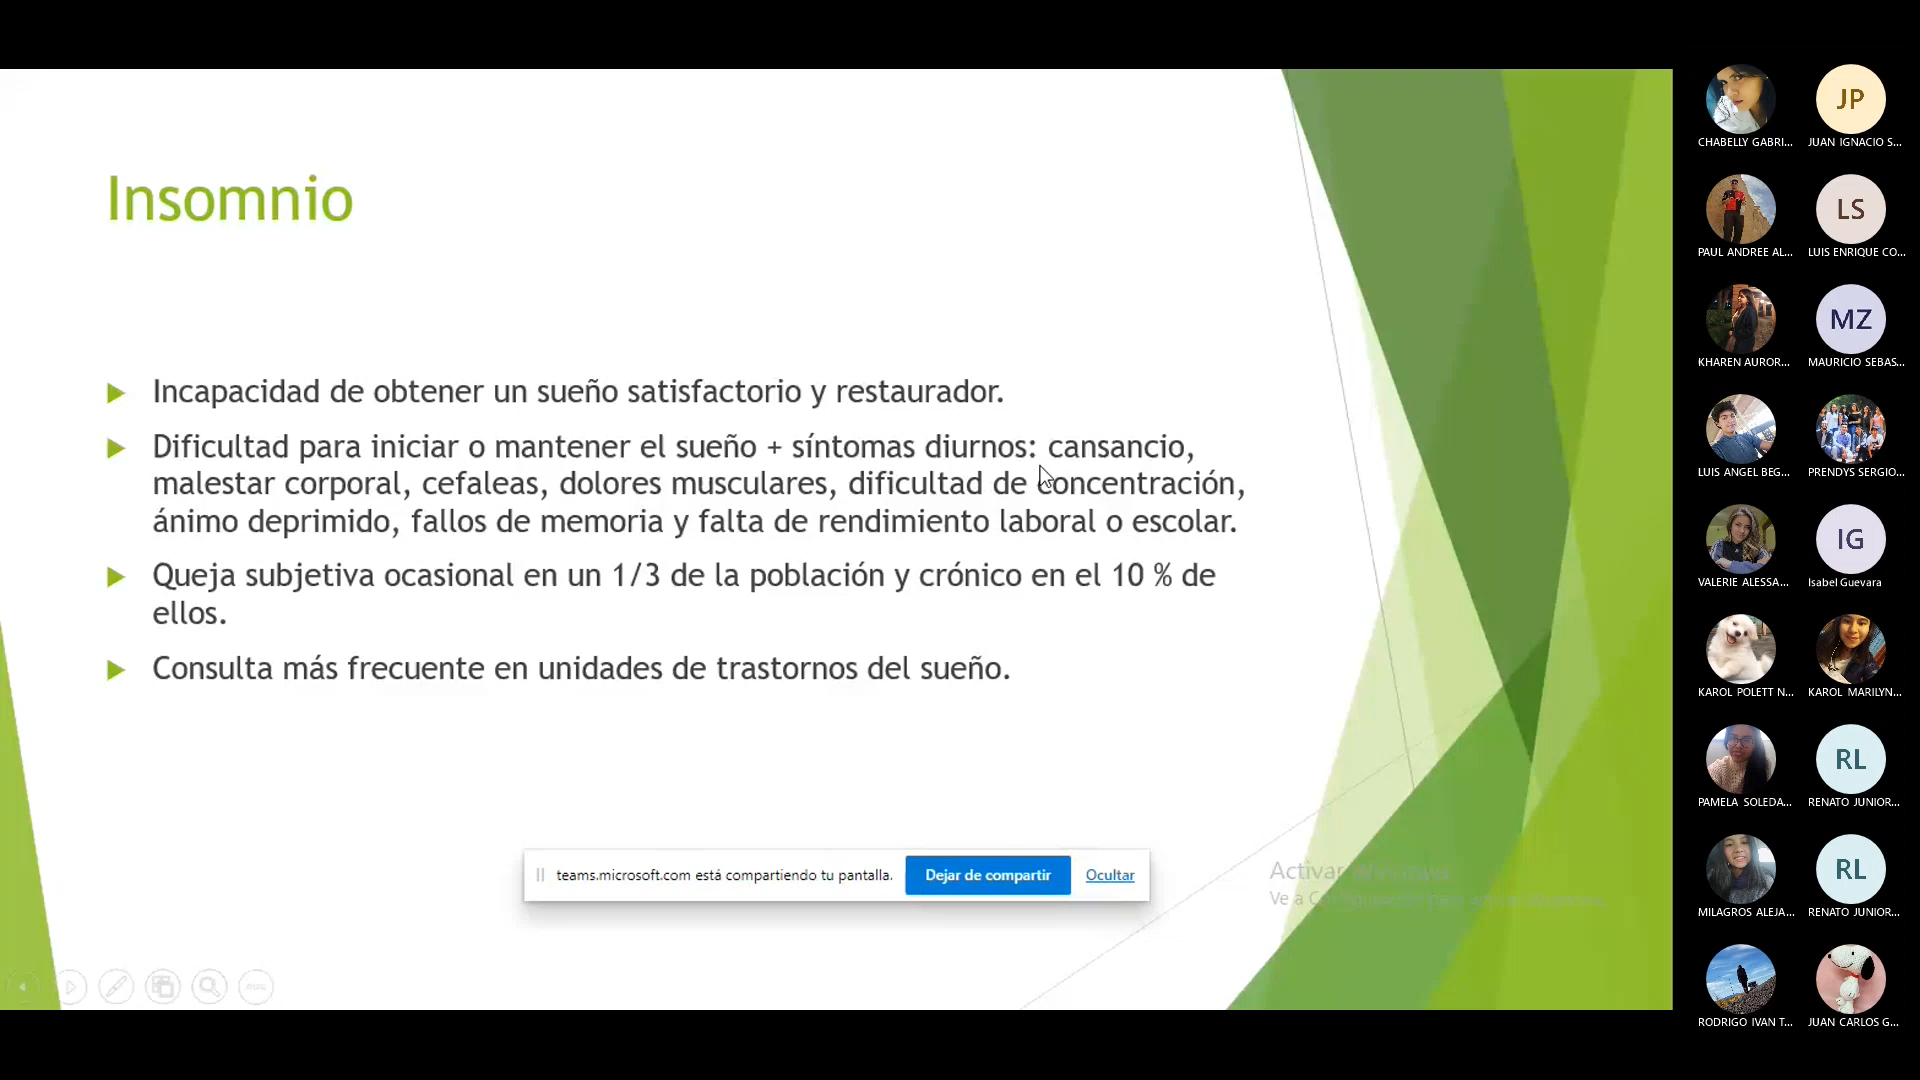 Insomnio
Incapacidad de obtener un sueño satisfactorio y restaurador.
Dificultad para iniciar o mantener el sueño + síntomas diurnos: cansancio,
malestar corporal, cefaleas, dolores musculares, dificultad de concentración,
ánimo deprimido, fallos de memoria y falta de rendimiento laboral o escolar.
Queja subjetiva ocasional en un 1/3 de la población y crónico en el 10 % de
ellos.
Consulta más frecuente en unidades de trastornos del sueño.
teams.microsoft.com está compartiendo tu pantalla. Dejar de compartir Ocultar
Activar Windows
Ve a Configuración para activar Windows.
JP
CHABELLY GABRI... JUAN IGNACIO S...
LS
PAUL ANDREE AL... LUIS ENRIQUE CO...
MZ
KHAREN AUROR... MAURICIO SEBAS...
LUIS ANGEL BEG... PRENDYS SERGIO...
IG
VALERIE ALESSA... Isabel Guevara
KAROL POLETT N... KAROL MARILYN...
RL
PAMELA SOLEDA... RENATO JUNIOR...
RL
MILAGROS ALEJA... RENATO JUNIOR...
RODRIGO IVAN T... JUAN CARLOS G...